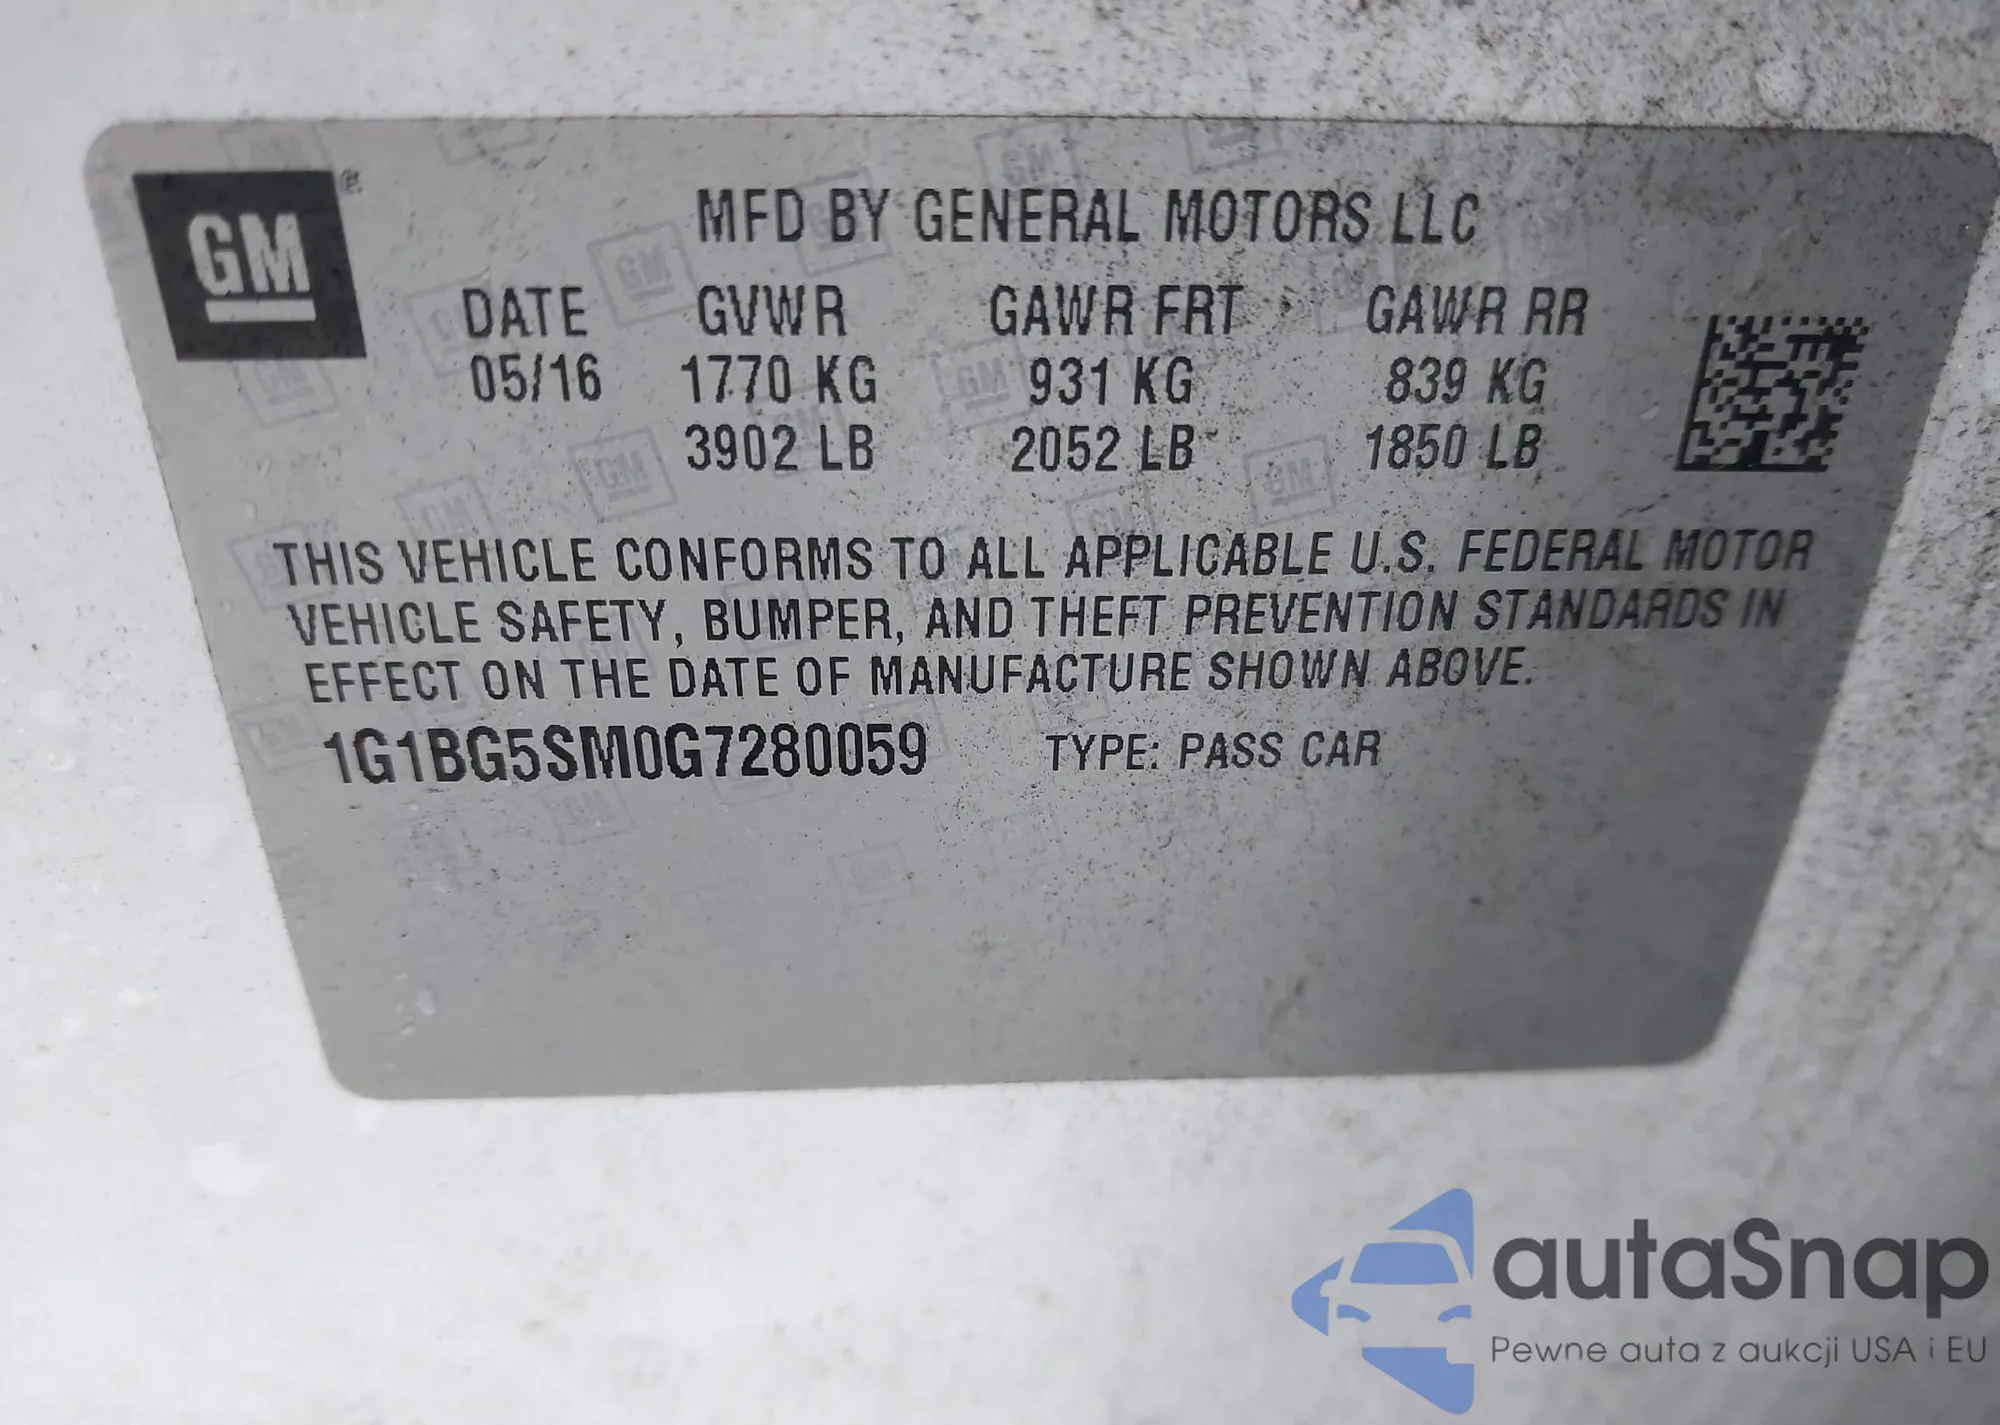 GM ®
MFD BY GENERAL MOTORS LLC
DATE GVWR GAWR FRT GAWR RR
05/16 1770 KG 931 KG 839 KG
3902 LB 2052 LB 1850 LB
THIS VEHICLE CONFORMS TO ALL APPLICABLE U.S. FEDERAL MOTOR
VEHICLE SAFETY, BUMPER, AND THEFT PREVENTION STANDARDS IN
EFFECT ON THE DATE OF MANUFACTURE SHOWN ABOVE.
1G1BG5SM0G7280059 TYPE: PASS CAR
autaSnap
Pewne auta z aukcji USA i EU